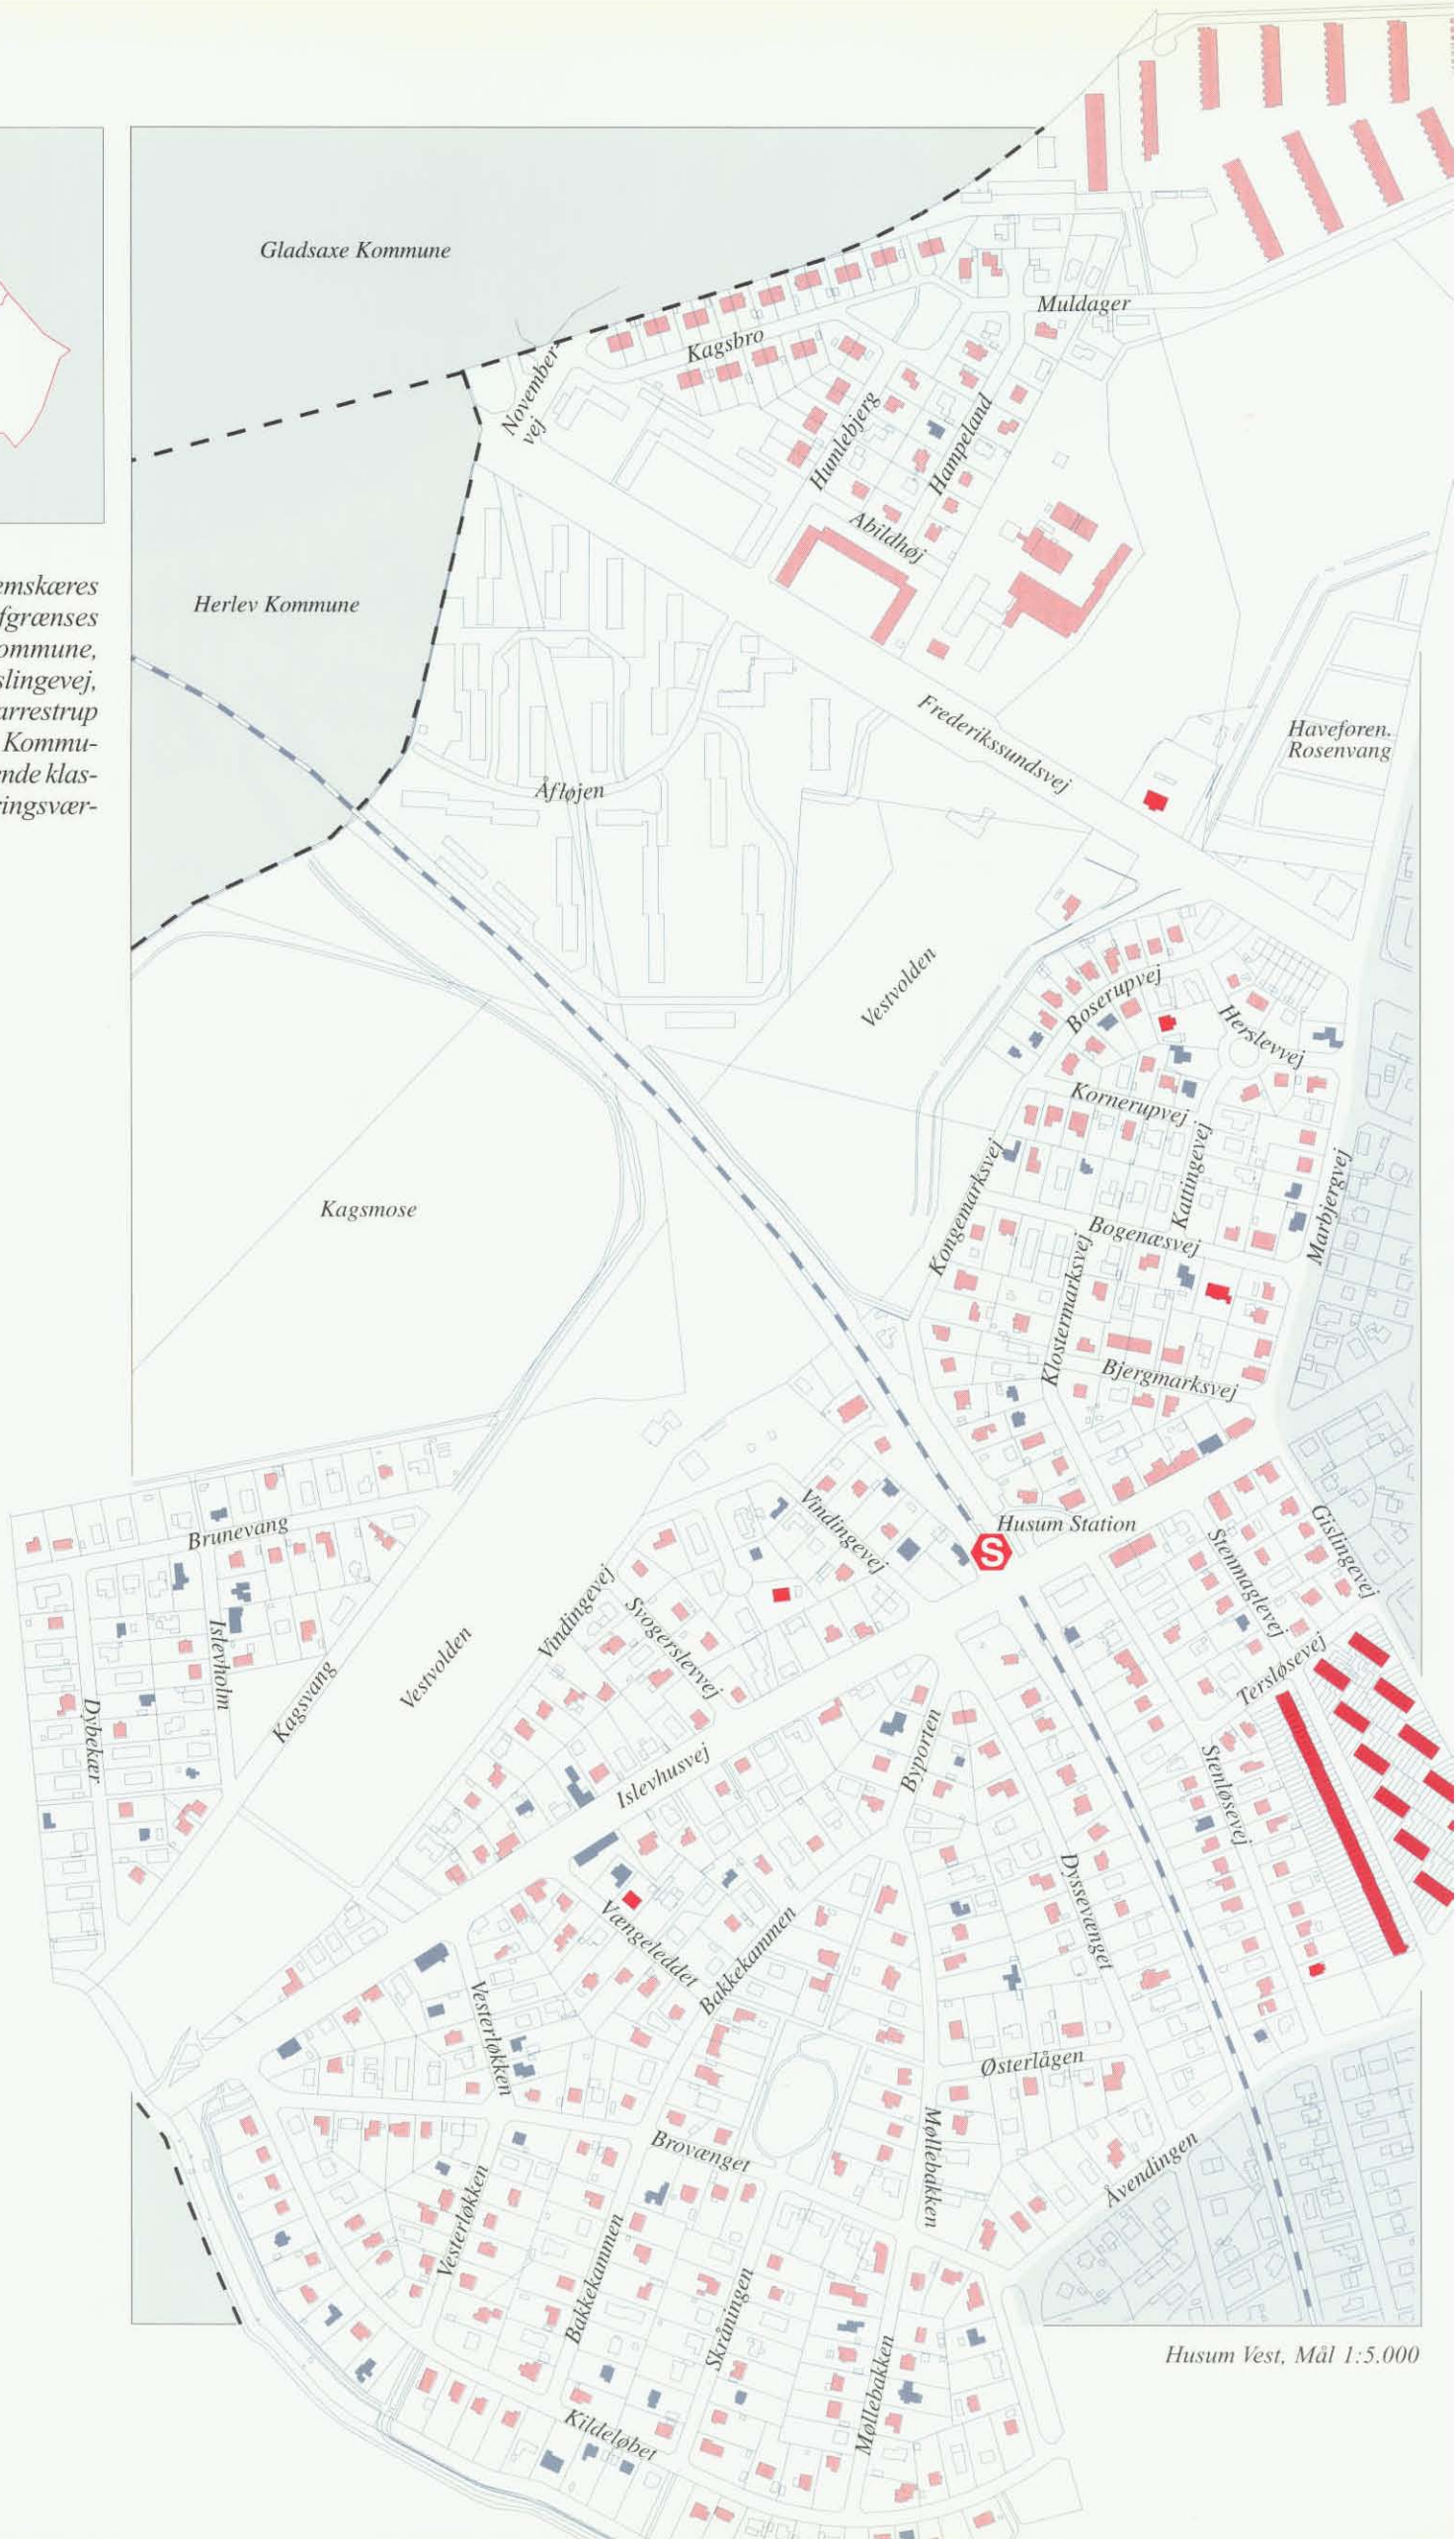 Gladsaxe Kommune
Muldager
Kagsbro
November-
vej
Humlebjerg
Hampeland
Abildhøj
emskæres
fgrænses
ommune,
slingevej,
arrestrup
Kommu-
nde klas-
ringsvær-
Herlev Kommune
Frederikssundsvej
Haveforen.
Rosenvang
Åfløjen
Vestvolden
Boserupvej
Herslevvej
Kornerupvej
Kattingevej
Marbjergvej
Kongemarksvej
Kagsmose
Bogenæsvej
Klostermarksvej
Bjergmarksvej
Husum Station
S
Vindingevej
Brunevang
Gislingevej
Stenmaglevej
Vindingevej
Svogerslevvej
Islevholm
Vestvolden
Tersløsevej
Kagsvang
Dybekær
Byporten
Islevhusvej
Stenløsevej
Dyssevænget
Vængeleddet
Bakkekammen
Vesterløkken
Østerlågen
Møllebakken
Brovænget
Åvendingen
Vesterløkken
Bakkekammen
Skråningen
Møllebakken
Kildeløbet
Husum Vest, Mål 1:5.000